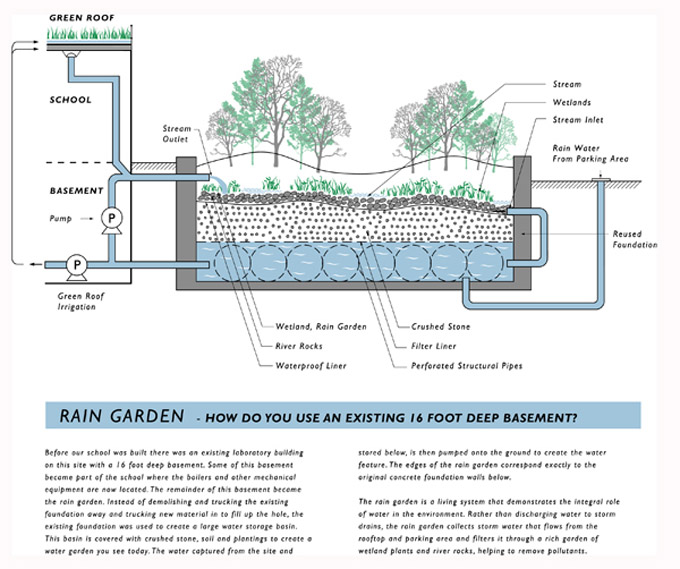 GREEN ROOF
SCHOOL
BASEMENT
Pump
P
P
Green Roof
Irrigation
Stream
Outlet
Stream
Wetlands
Stream Inlet
Rain Water
From Parking Area
Reused
Foundation
Wetland, Rain Garden
River Rocks
Waterproof Liner
Crushed Stone
Filter Liner
Perforated Structural Pipes
RAIN GARDEN - HOW DO YOU USE AN EXISTING 16 FOOT DEEP BASEMENT?
Before our school was built there was an existing laboratory building
on this site with a 16 foot deep basement. Some of this basement
became part of the school where the boilers and other mechanical
equipment are now located. The remainder of this basement became
the rain garden. Instead of demolishing and trucking the existing
foundation away and trucking new material in to fill up the hole, the
existing foundation was used to create a large water storage basin.
This basin is covered with crushed stone, soil and plantings to create a
water garden you see today. The water captured from the site and
stored below, is then pumped onto the ground to create the water
feature. The edges of the rain garden correspond exactly to the
original concrete foundation walls below.
The rain garden is a living system that demonstrates the integral role
of water in the environment. Rather than discharging water to storm
drains, the rain garden collects storm water that flows from the
rooftop and parking area and filters it through a rich garden of
wetland plants and river rocks, helping to remove pollutants.